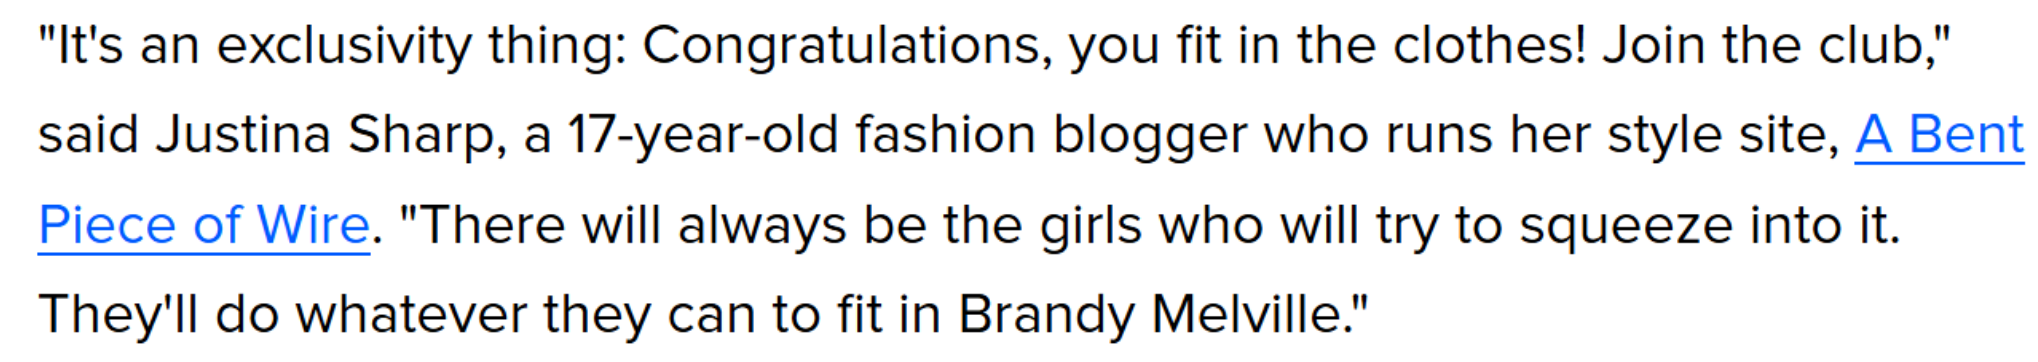 "It's an exclusivity thing: Congratulations, you fit in the clothes! Join the club,"
said Justina Sharp, a 17-year-old fashion blogger who runs her style site, A Bent
Piece of Wire. "There will always be the girls who will try to squeeze into it.
They'll do whatever they can to fit in Brandy Melville."